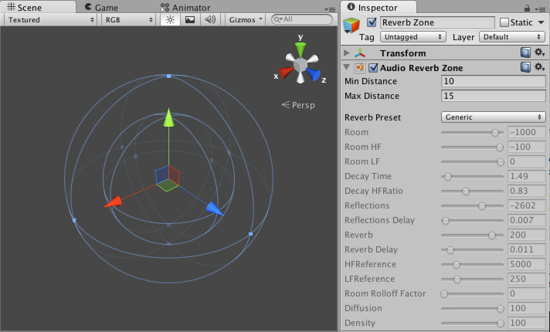 Scene
Game
Animator
Textured
RGB
Gizmos
All
y
x
z
Persp
Inspector
Reverb Zone
Static
Tag Untagged Layer Default
Transform
Audio Reverb Zone
Min Distance 10
Max Distance 15
Reverb Preset Generic
Room -1000
Room HF -100
Room LF 0
Decay Time 1.49
Decay HFRatio 0.83
Reflections -2602
Reflections Delay 0.007
Reverb 200
Reverb Delay 0.011
HFReference 5000
LFReference 250
Room Rolloff Factor 0
Diffusion 100
Density 100